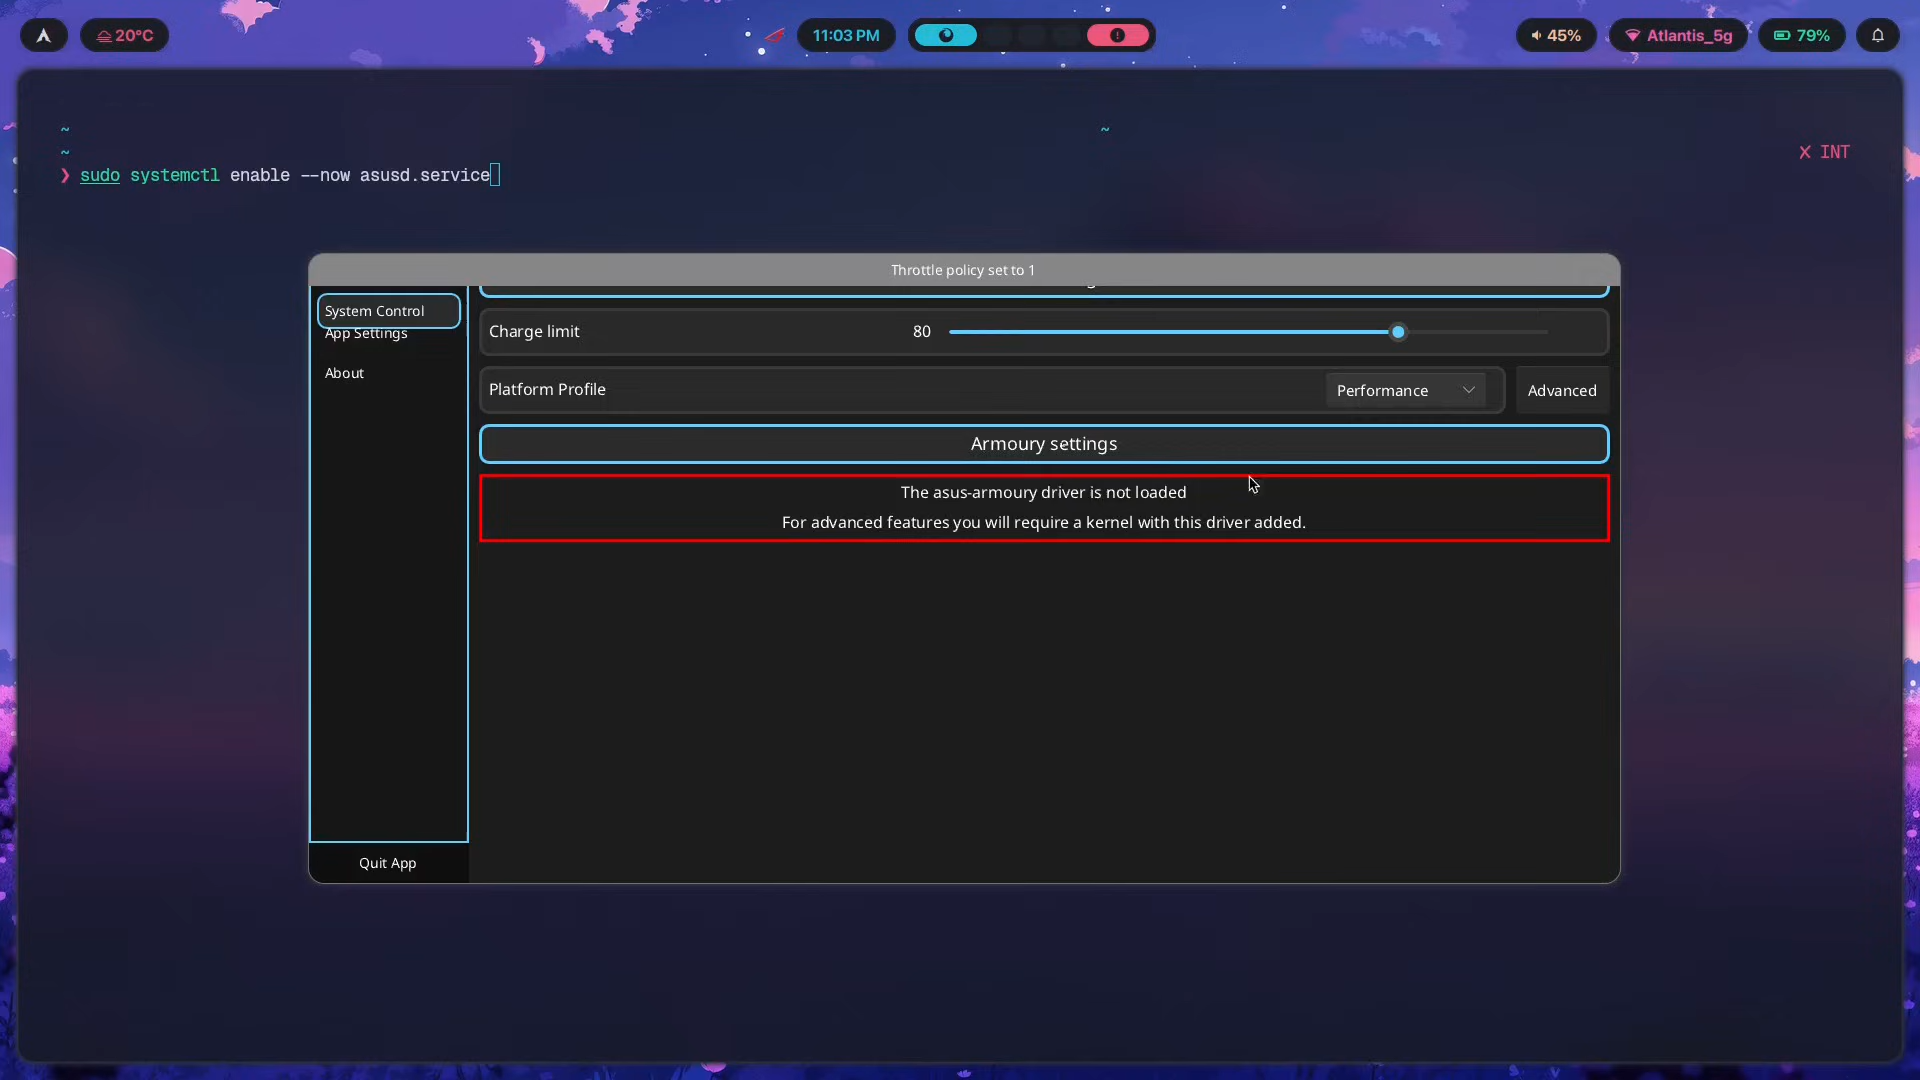 20°C
11:03 PM
45%
Atlantis_5g
79%
~ ~
~ X INT
❯ sudo systemctl enable --now asusd.service
Throttle policy set to 1
System Control
App Settings
About
Quit App
Charge limit 80
Platform Profile Performance Advanced
Armoury settings
The asus-armoury driver is not loaded
For advanced features you will require a kernel with this driver added.